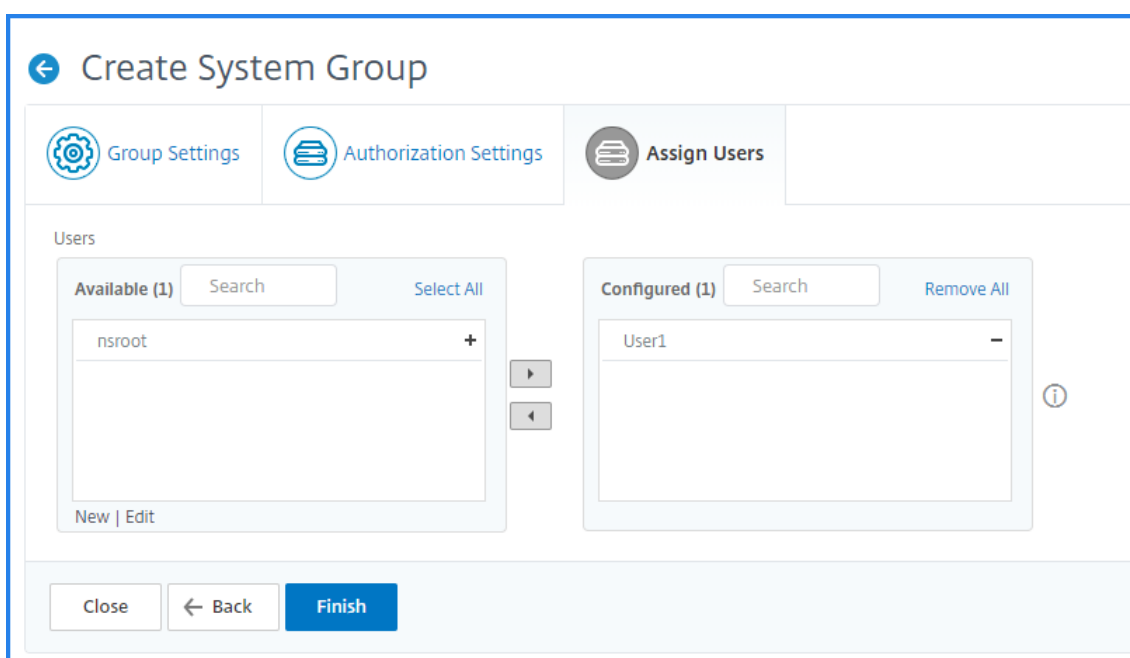 Create System Group
Group Settings Authorization Settings Assign Users
Users
Available (1) Search Select All
nsroot
New | Edit
Configured (1) Search Remove All
User1
Close Back Finish